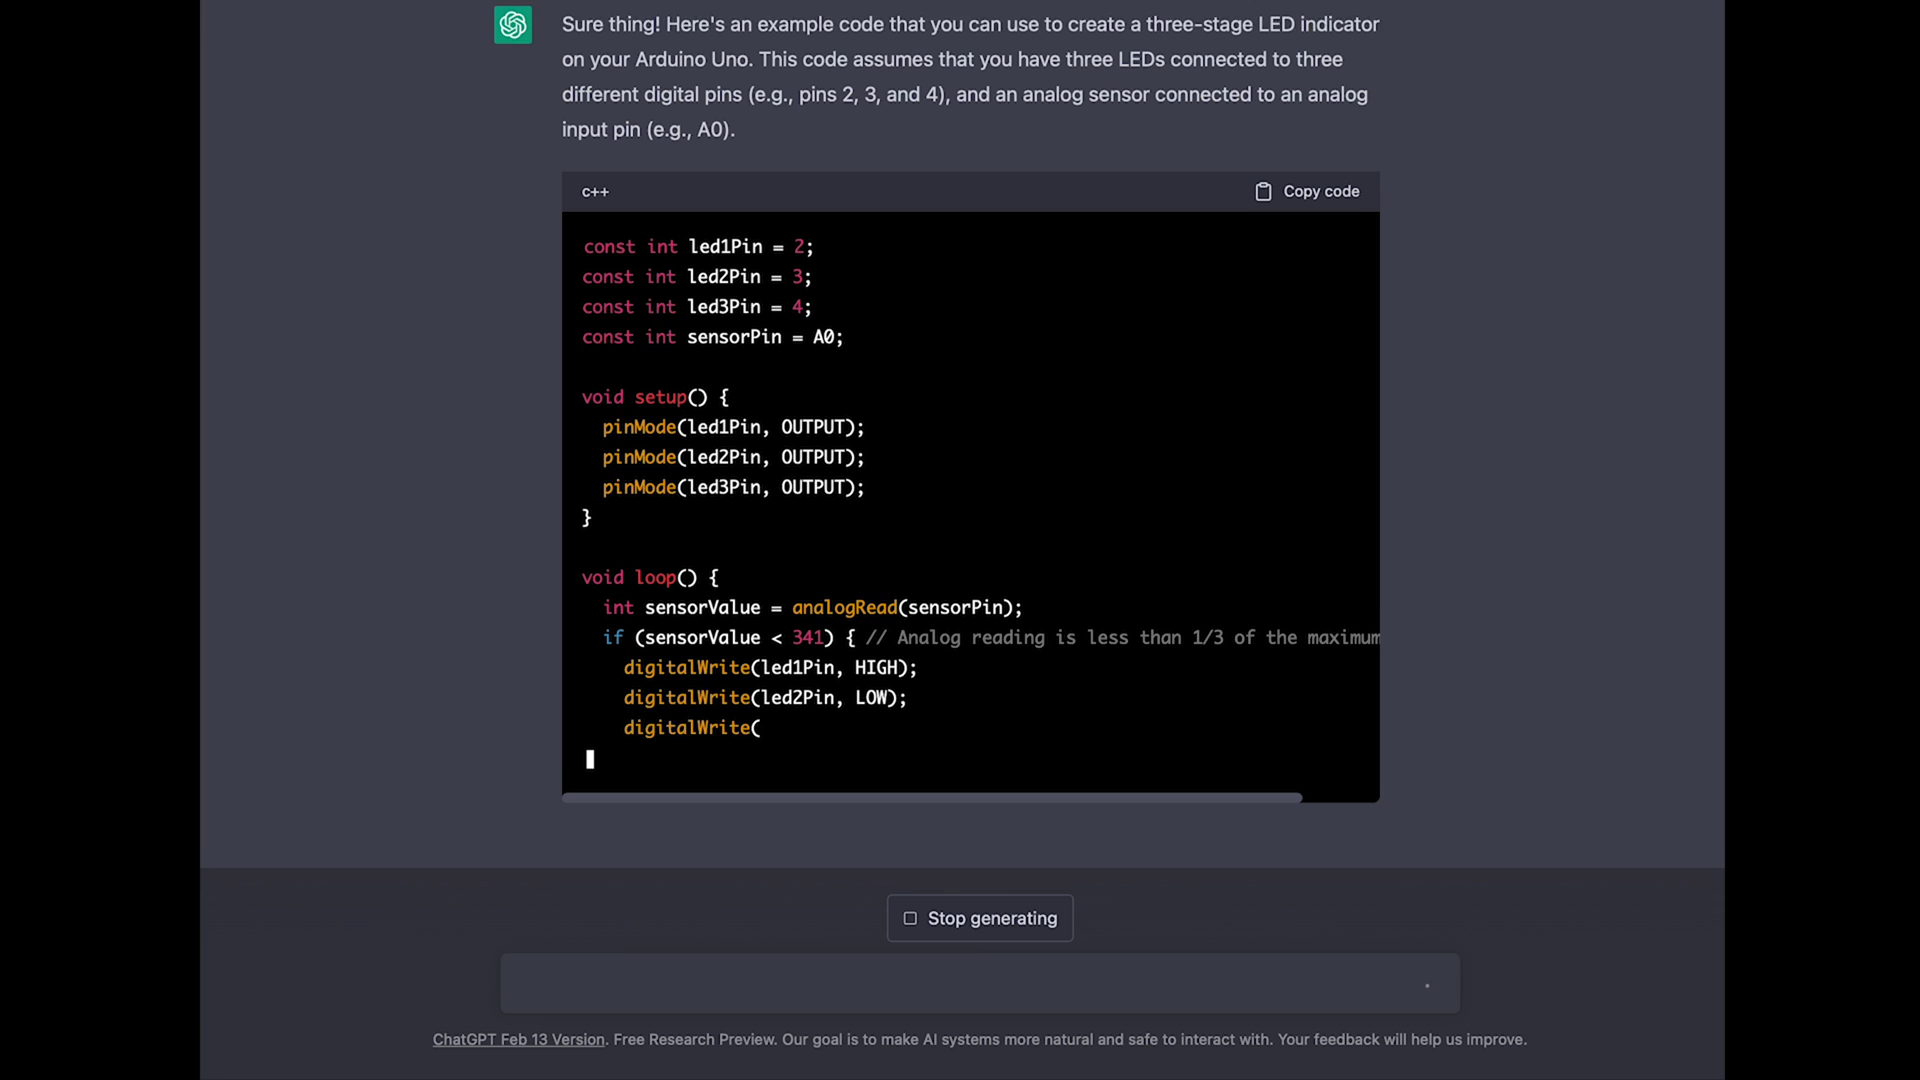 Sure thing! Here's an example code that you can use to create a three-stage LED indicator
on your Arduino Uno. This code assumes that you have three LEDs connected to three
different digital pins (e.g., pins 2, 3, and 4), and an analog sensor connected to an analog
input pin (e.g., A0).
c++ Copy code
const int led1Pin = 2;
const int led2Pin = 3;
const int led3Pin = 4;
const int sensorPin = A0;
void setup() {
  pinMode(led1Pin, OUTPUT);
  pinMode(led2Pin, OUTPUT);
  pinMode(led3Pin, OUTPUT);
}
void loop() {
  int sensorValue = analogRead(sensorPin);
  if (sensorValue < 341) { // Analog reading is less than 1/3 of the maximum
    digitalWrite(led1Pin, HIGH);
    digitalWrite(led2Pin, LOW);
    digitalWrite(
Stop generating
ChatGPT Feb 13 Version. Free Research Preview. Our goal is to make AI systems more natural and safe to interact with. Your feedback will help us improve.